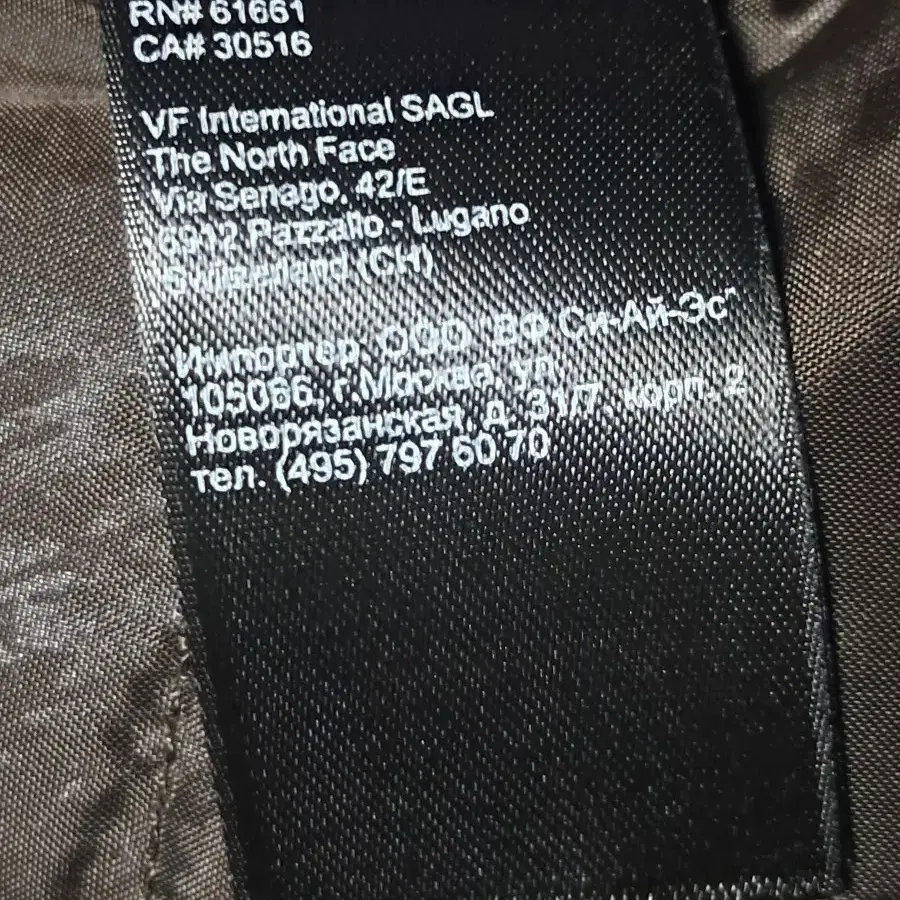 RN# 61661
CA# 30516
VF International SAGL
The North Face
Via Senago, 42/E
6912 Pazzallo - Lugano
Switzerland (CH)
Импортер: ООО "ВФ Си-Ай-Эс"
105066, г.Москва, ул.
Новорязанская, д. 31/7, корп. 2
тел. (495) 797 60 70